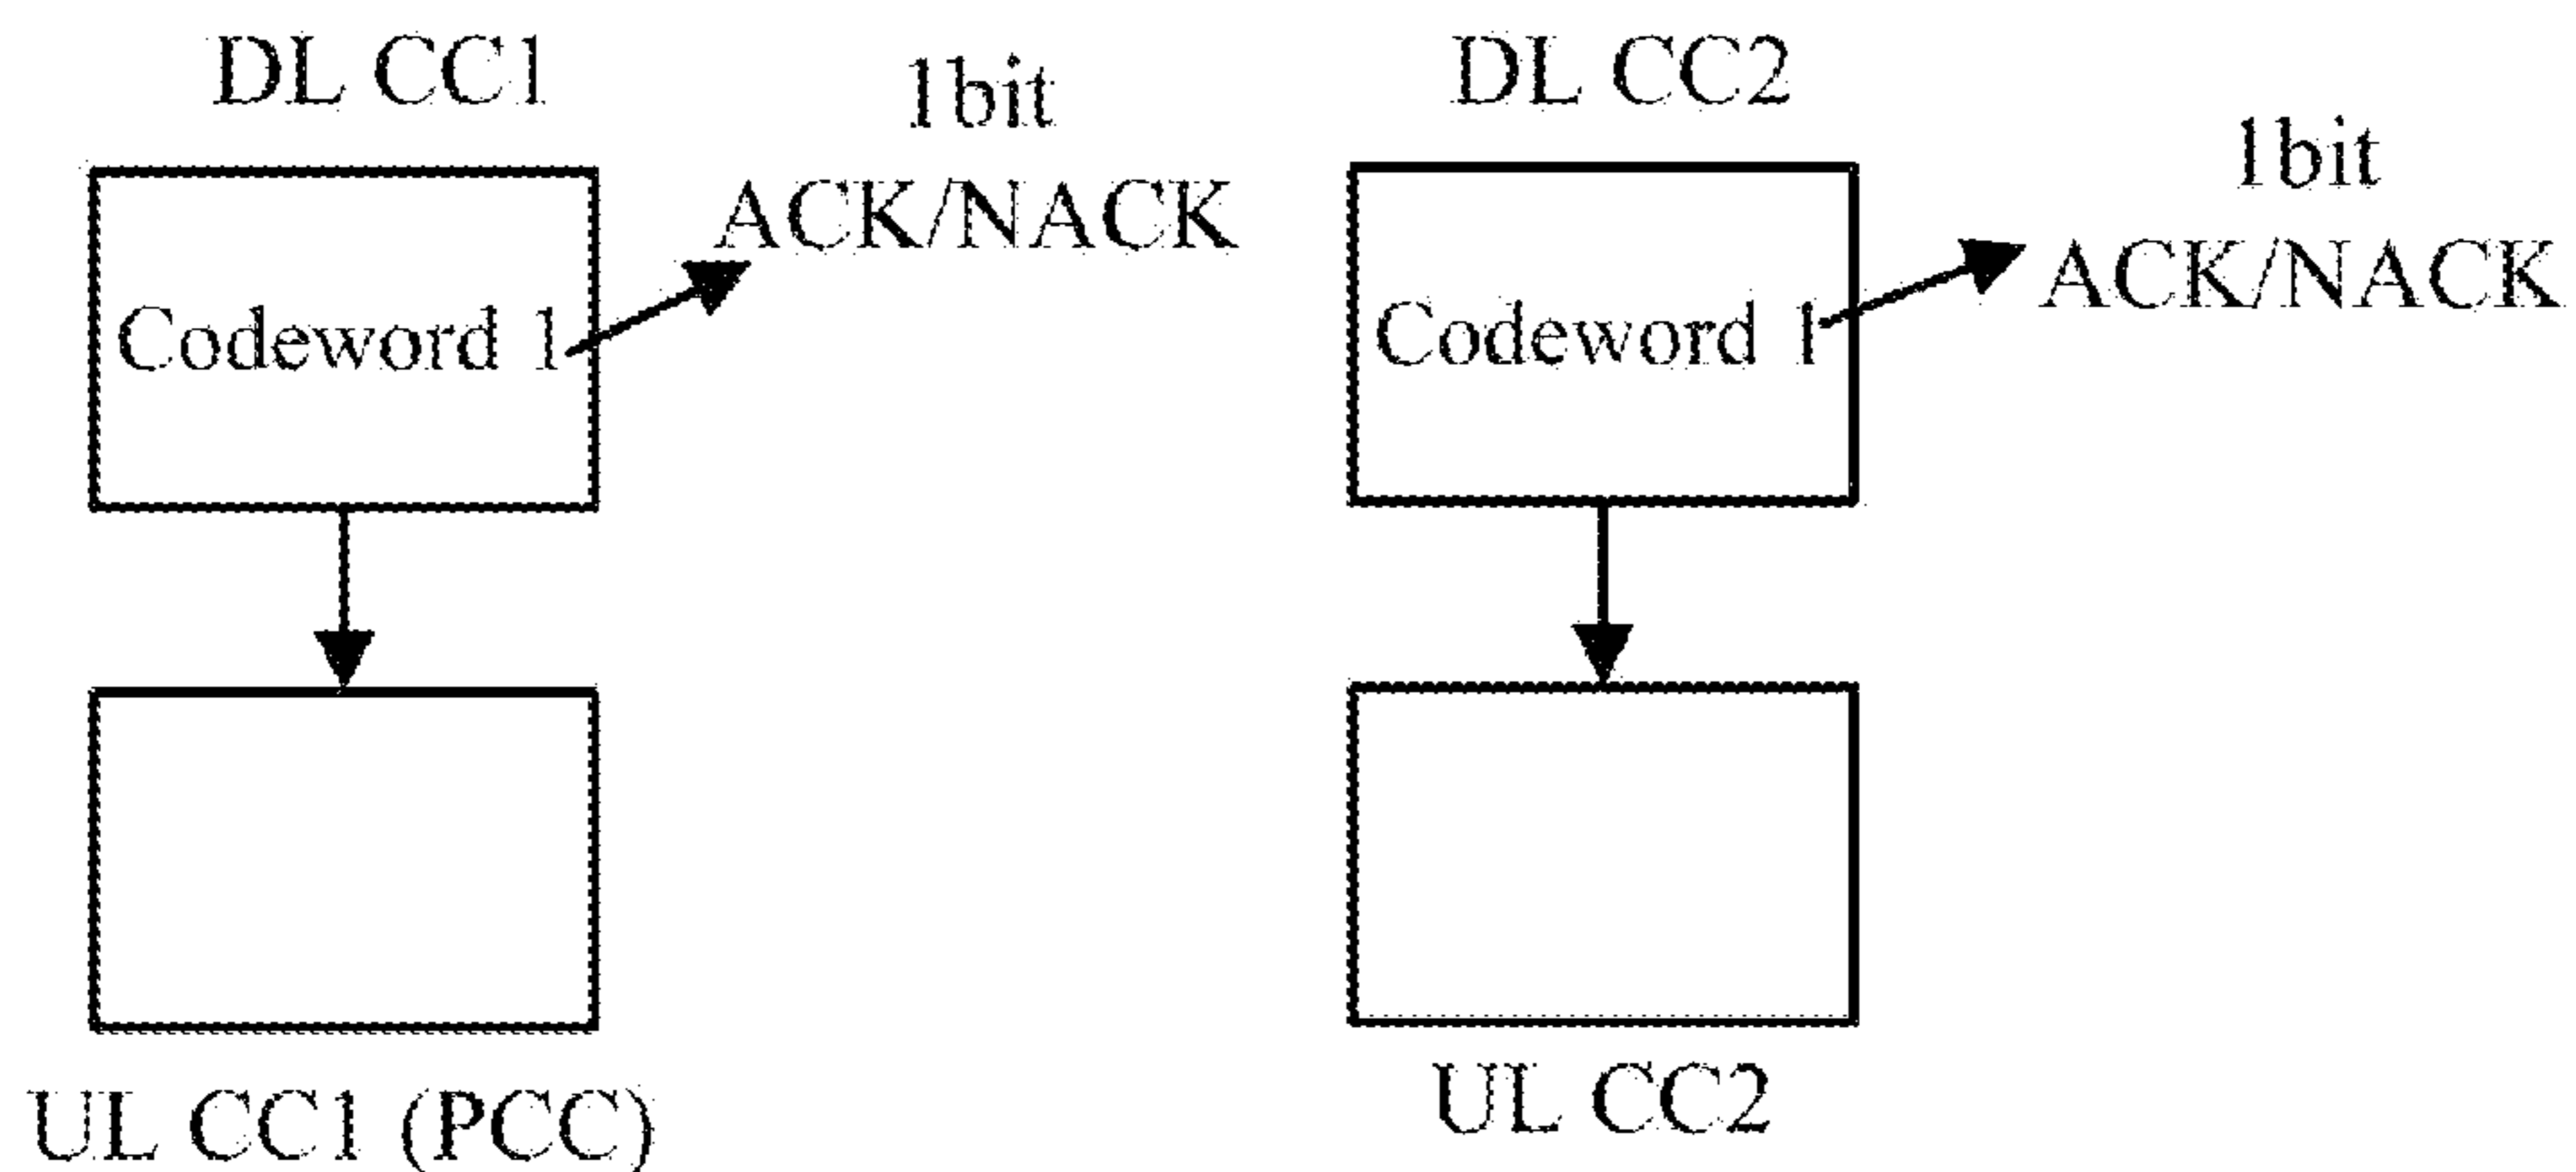 DL CC1
1bit
ACK/NACK
Codeword 1
UL CC1 (PCC)
DL CC2
1bit
ACK/NACK
Codeword 1
UL CC2